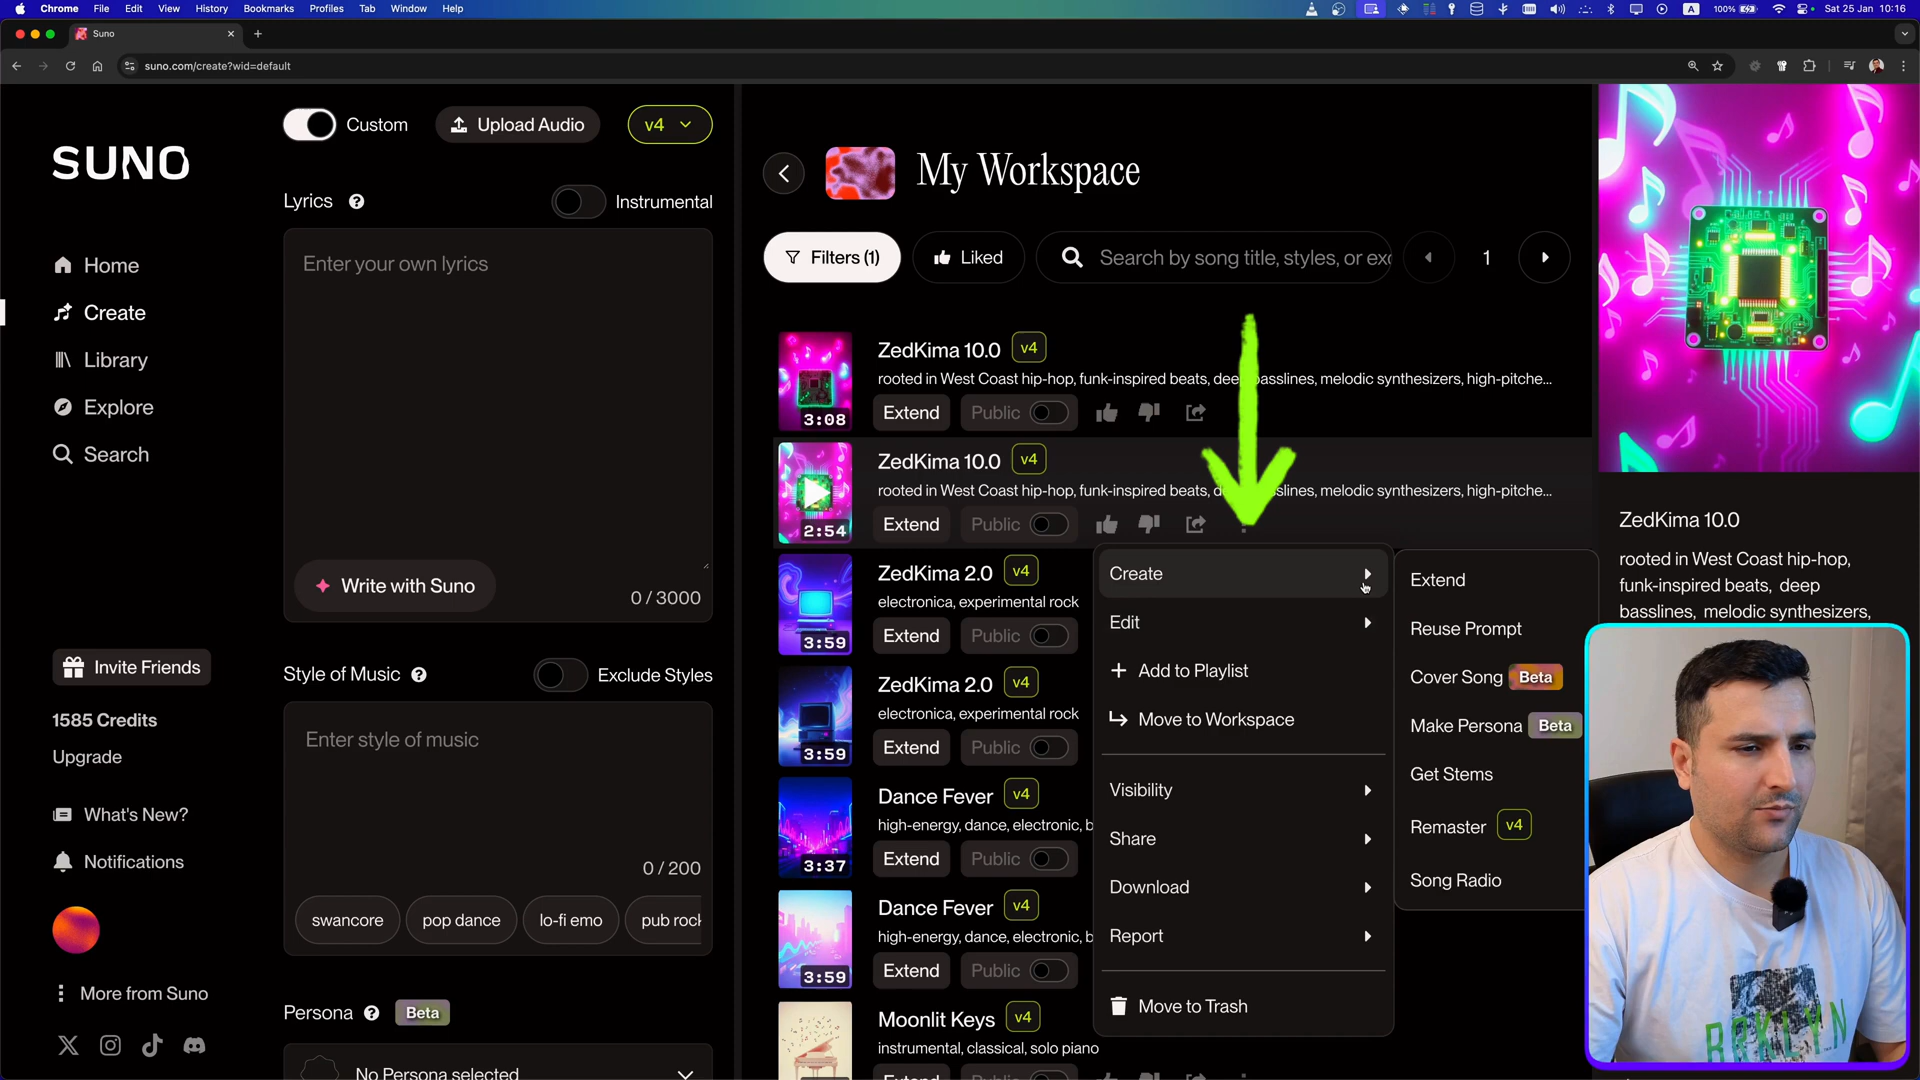 Chrome File Edit View History Bookmarks Profiles Tab Window Help
A 100% Sat 25 Jan 10:16
Suno
suno.com/create?wid=default
SUNO
Home
Create
Library
Explore
Search
Invite Friends
1585 Credits
Upgrade
What's New?
Notifications
More from Suno
Custom
Upload Audio
v4
Lyrics
Instrumental
Enter your own lyrics
Write with Suno
0 / 3000
Style of Music
Exclude Styles
Enter style of music
0 / 200
swancore
pop dance
lo-fi emo
pub rock
Persona
Beta
No Persona selected
My Workspace
Filters (1)
Liked
Search by song title, styles, or exc
1
ZedKima 10.0 v4
rooted in West Coast hip-hop, funk-inspired beats, deep basslines, melodic synthesizers, high-pitche...
3:08
Extend
Public
ZedKima 10.0 v4
rooted in West Coast hip-hop, funk-inspired beats, d basslines, melodic synthesizers, high-pitche...
2:54
Extend
Public
ZedKima 2.0 v4
electronica, experimental rock
3:59
Extend
Public
ZedKima 2.0 v4
electronica, experimental rock
3:59
Extend
Public
Dance Fever v4
high-energy, dance, electronic, b
3:37
Extend
Public
Dance Fever v4
high-energy, dance, electronic, b
3:59
Extend
Public
Moonlit Keys v4
instrumental, classical, solo piano
Create
Edit
Add to Playlist
Move to Workspace
Visibility
Share
Download
Report
Move to Trash
Extend
Reuse Prompt
Cover Song Beta
Make Persona Beta
Get Stems
Remaster v4
Song Radio
ZedKima 10.0
rooted in West Coast hip-hop,
funk-inspired beats, deep
basslines, melodic synthesizers,